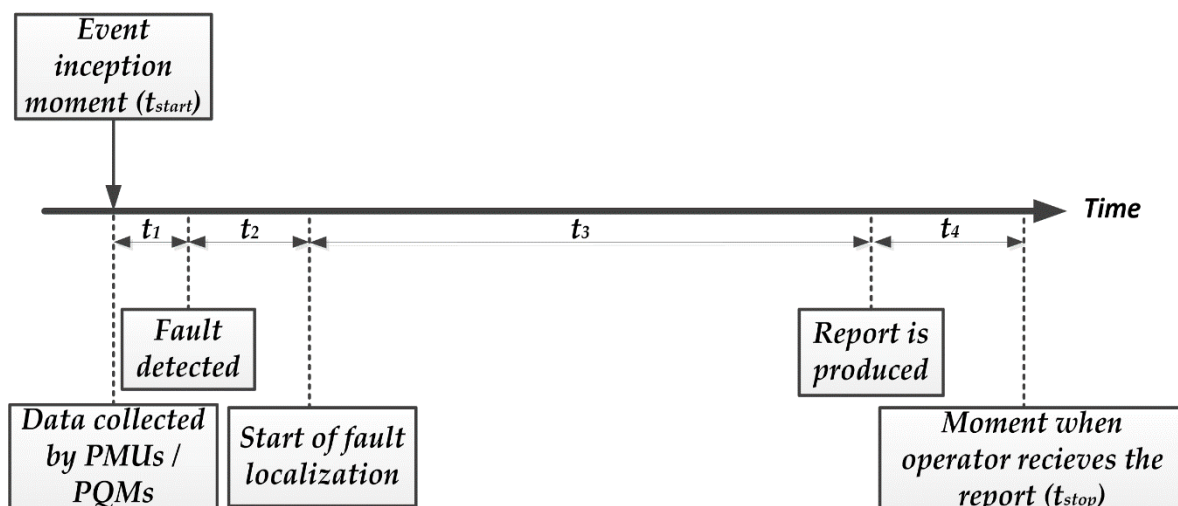 Event
inception
moment (tstart)
Time
t1
t2
t3
t4
Fault
detected
Report is
produced
Data collected
by PMUs /
PQMs
Start of fault
localization
Moment when
operator recieves the
report (tstop)